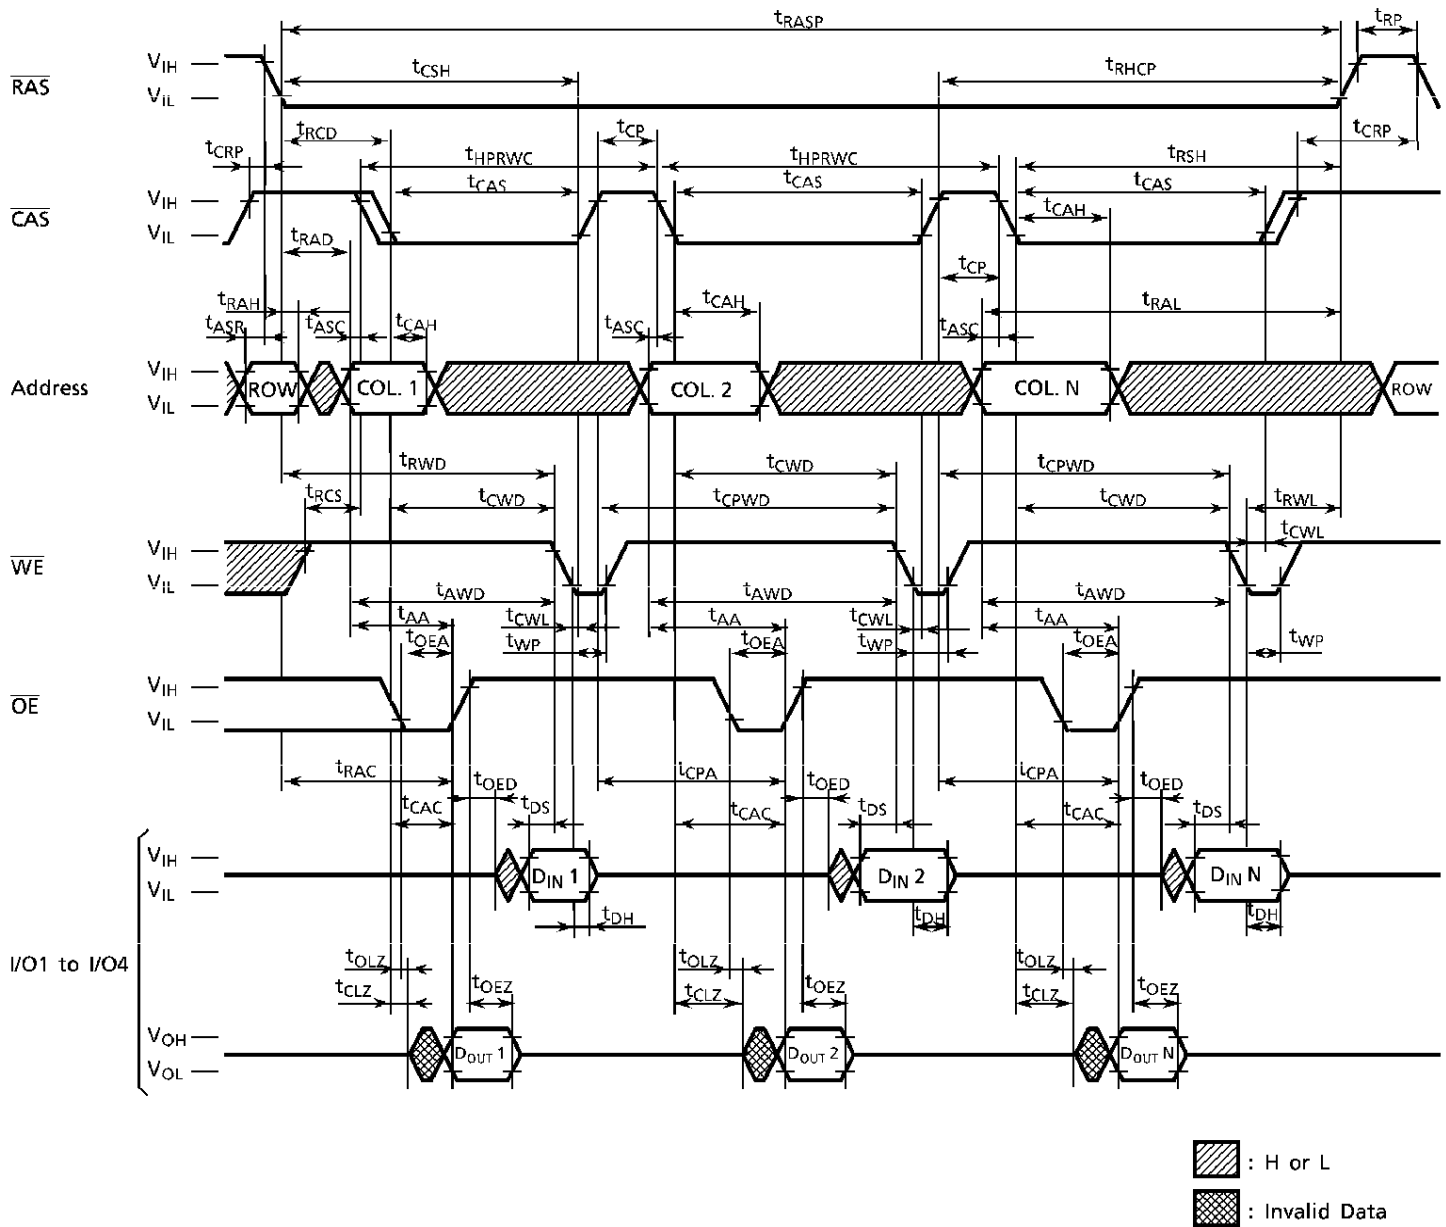 tRASP
tRP
RAS
VIH
VIL
tCSH
tRHCP
tRCD
tCP
tCRP
tCRP
tHPRWC
tHPRWC
tRSH
CAS
VIH
VIL
tCAS
tCAS
tCAS
tCAH
tRAD
tCP
tRAH
tCAH
tRAL
tASR
tASC
tCAH
tASC
tASC
Address
VIH
VIL
ROW
COL. 1
COL. 2
COL. N
ROW
tRWD
tCWD
tCPWD
tRCS
tCWD
tCPWD
tCWD
tRWL
tCWL
WE
VIH
VIL
tAWD
tAWD
tAWD
tAA
tCWL
tAA
tCWL
tAA
tOEA
tWP
tOEA
tWP
tOEA
tWP
OE
VIH
VIL
tRAC
tOED
iCPA
tOED
iCPA
tOED
tCAC
tDS
tCAC
tDS
tCAC
tDS
I/O1 to I/O4
VIH
VIL
DIN 1
DIN 2
DIN N
tDH
tDH
tDH
tOLZ
tOLZ
tOLZ
tCLZ
tOEZ
tCLZ
tOEZ
tCLZ
tOEZ
VOH
VOL
DOUT 1
DOUT 2
DOUT N
: H or L
: Invalid Data